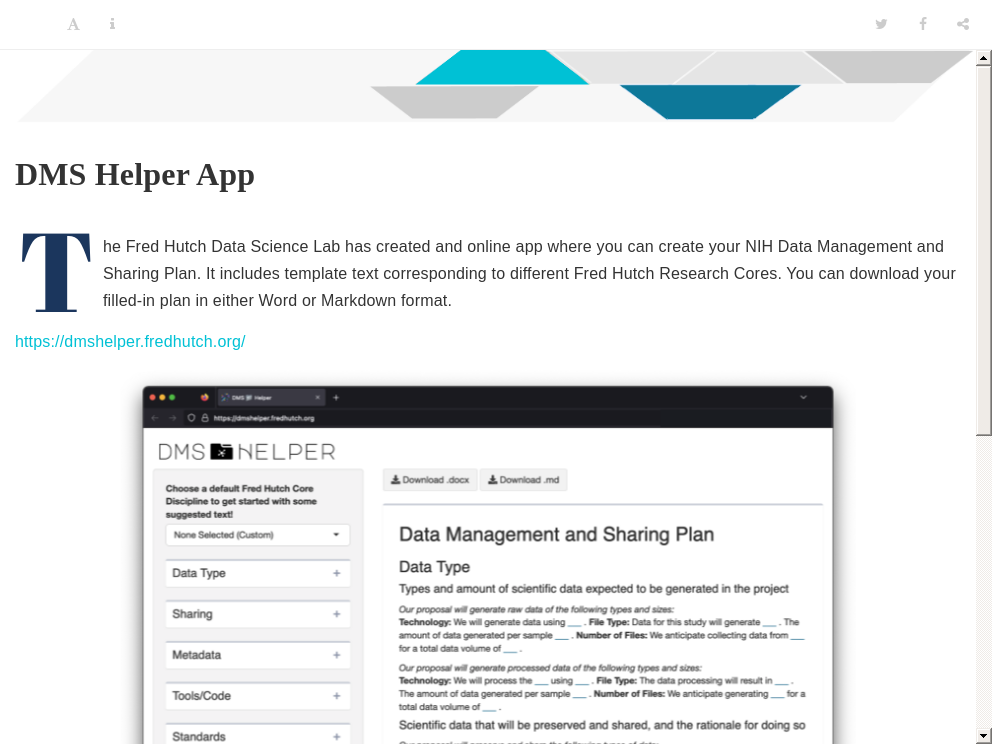 DMS Helper App
The Fred Hutch Data Science Lab has created and online app where you can create your NIH Data Management and
Sharing Plan. It includes template text corresponding to different Fred Hutch Research Cores. You can download your
filled-in plan in either Word or Markdown format.
https://dmshelper.fredhutch.org/
DMS Helper
https://dmshelper.fredhutch.org
DMS HELPER
Choose a default Fred Hutch Core
Discipline to get started with some
suggested text!
None Selected (Custom)
Data Type +
Sharing +
Metadata +
Tools/Code +
Standards +
Download .docx Download .md
Data Management and Sharing Plan
Data Type
Types and amount of scientific data expected to be generated in the project
Our proposal will generate raw data of the following types and sizes:
Technology: We will generate data using ___ . File Type: Data for this study will generate ___ . The
amount of data generated per sample ___ . Number of Files: We anticipate collecting data from ___
for a total data volume of ___ .
Our proposal will generate processed data of the following types and sizes:
Technology: We will process the ___ using ___ . File Type: The data processing will result in ___ .
The amount of data generated per sample ___ . Number of Files: We anticipate generating ___ for a
total data volume of ___ .
Scientific data that will be preserved and shared, and the rationale for doing so